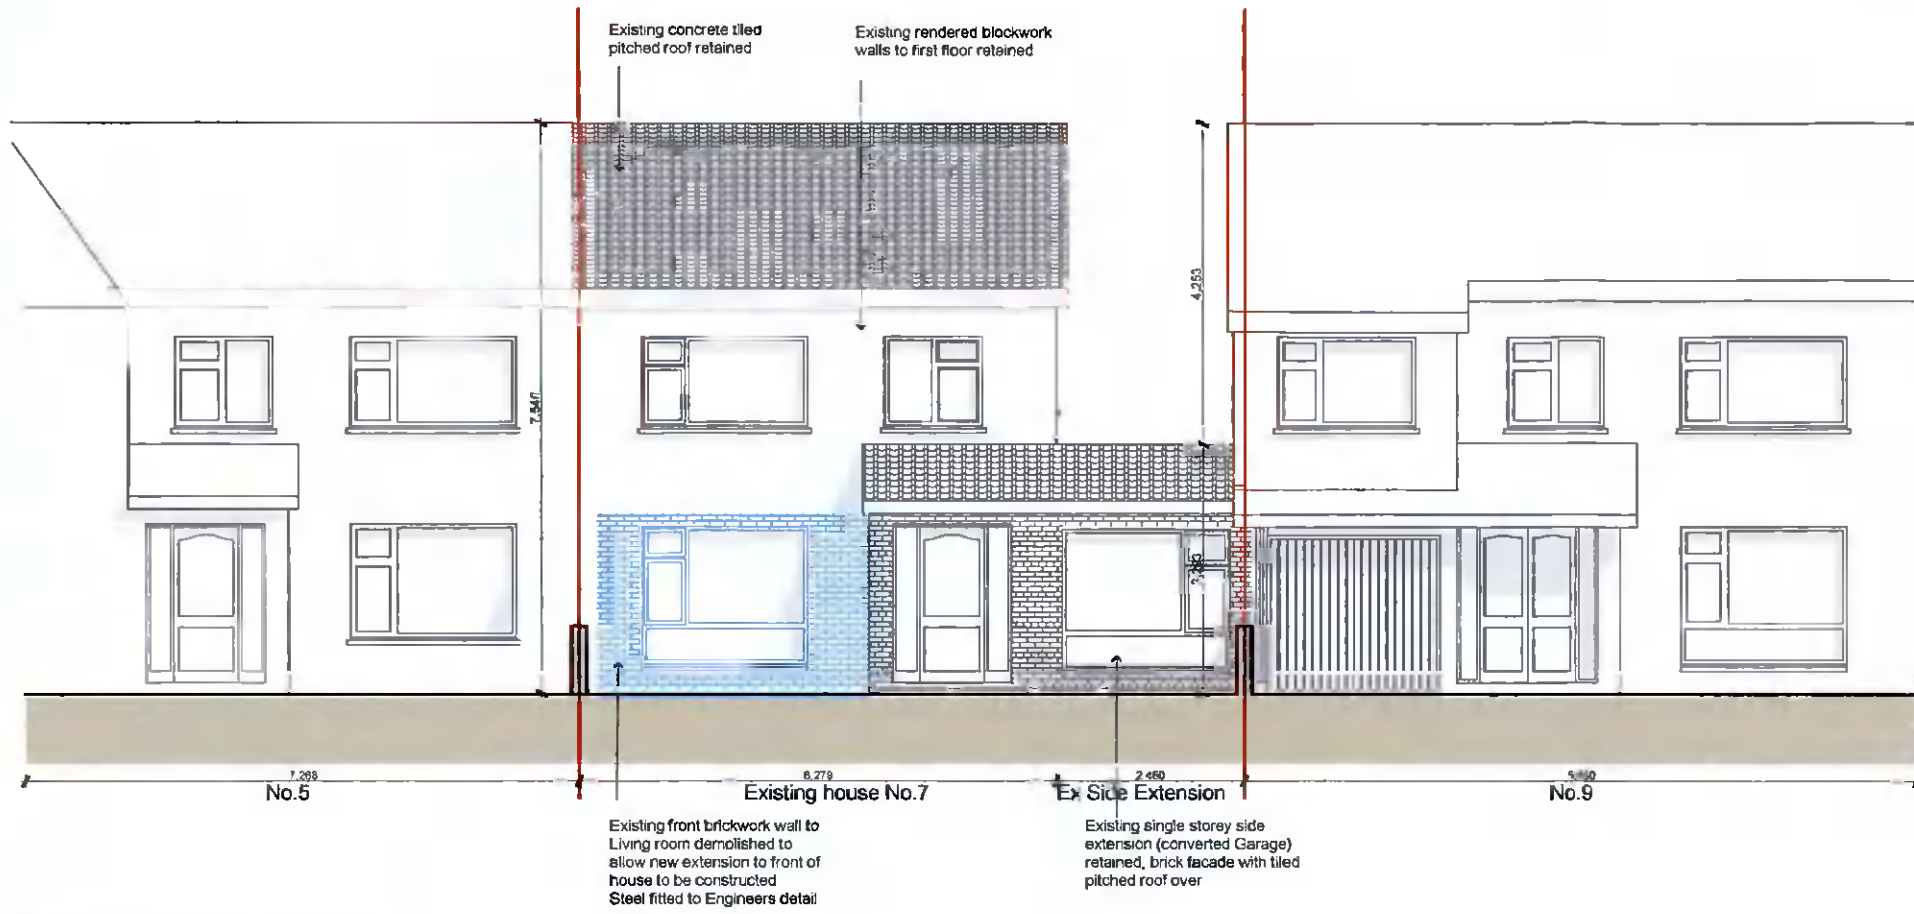 Existing concrete tiled
pitched roof retained
Existing rendered blockwork
walls to first floor retained
4,253
7.268
No.5
6,279
Existing house No.7
2.460
Ex Side Extension
No.9
Existing front brickwork wall to
Living room demolished to
allow new extension to front of
house to be constructed
Steel fitted to Engineers detail
Existing single storey side
extension (converted Garage)
retained, brick facade with tiled
pitched roof over